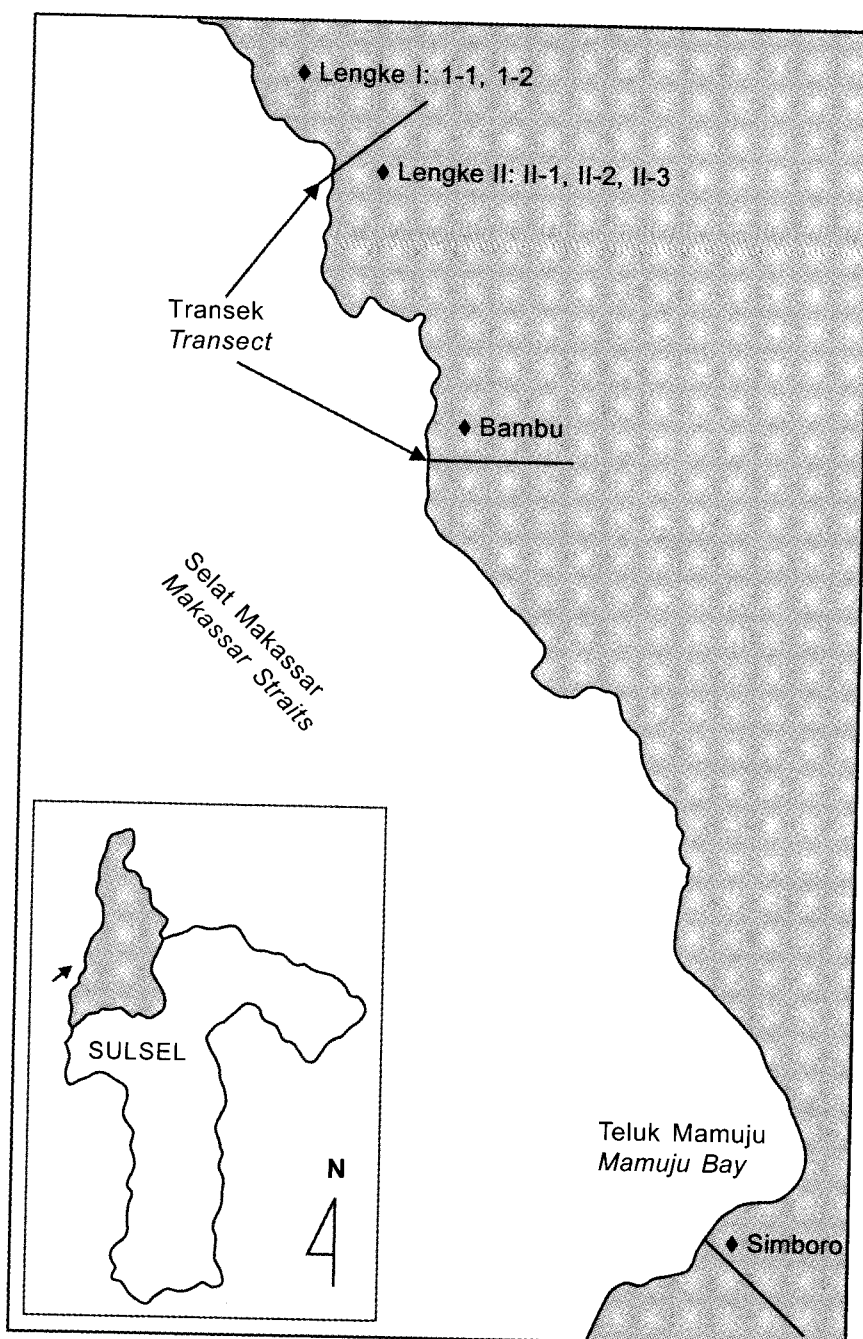 Lengke I: 1-1, 1-2
Lengke II: II-1, II-2, II-3
Transek
Transect
Bambu
Selat Makassar
Makassar Straits
SULSEL
N
Teluk Mamuju
Mamuju Bay
Simboro